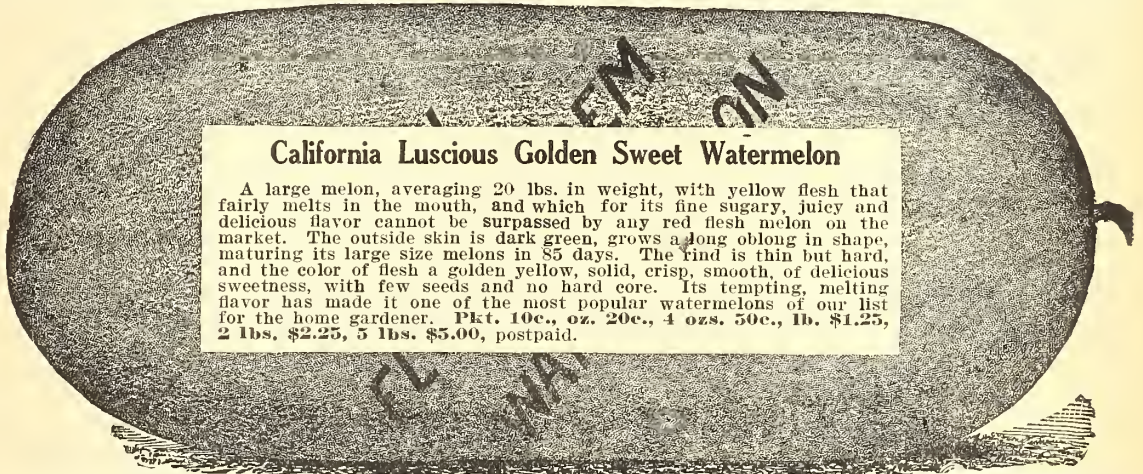 EM
ON
California Luscious Golden Sweet Watermelon
A large melon, averaging 20 lbs. in weight, with yellow flesh that
fairly melts in the mouth, and which for its fine sugary, juicy and
delicious flavor cannot be surpassed by any red flesh melon on the
market. The outside skin is dark green, grows a long oblong in shape,
maturing its large size melons in 85 days. The rind is thin but hard,
and the color of flesh a golden yellow, solid, crisp, smooth, of delicious
sweetness, with few seeds and no hard core. Its tempting, melting
flavor has made it one of the most popular watermelons of our list
for the home gardener. Pkt. 10c., oz. 20c., 4 ozs. 50c., lb. $1.25,
2 lbs. $2.25, 5 lbs. $5.00, postpaid.
FL
WA